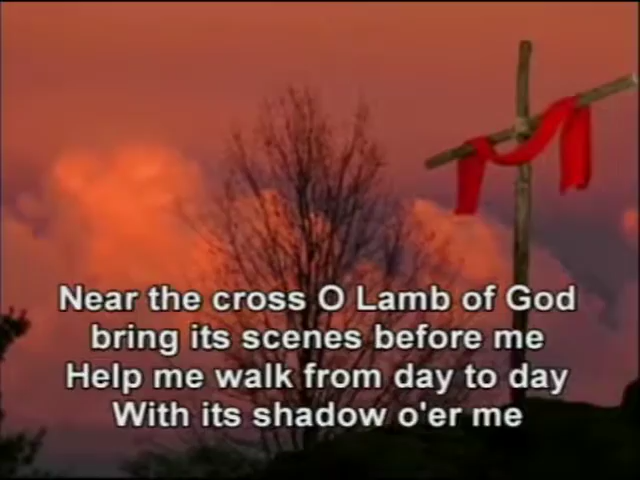 Near the cross O Lamb of God
bring its scenes before me
Help me walk from day to day
With its shadow o'er me